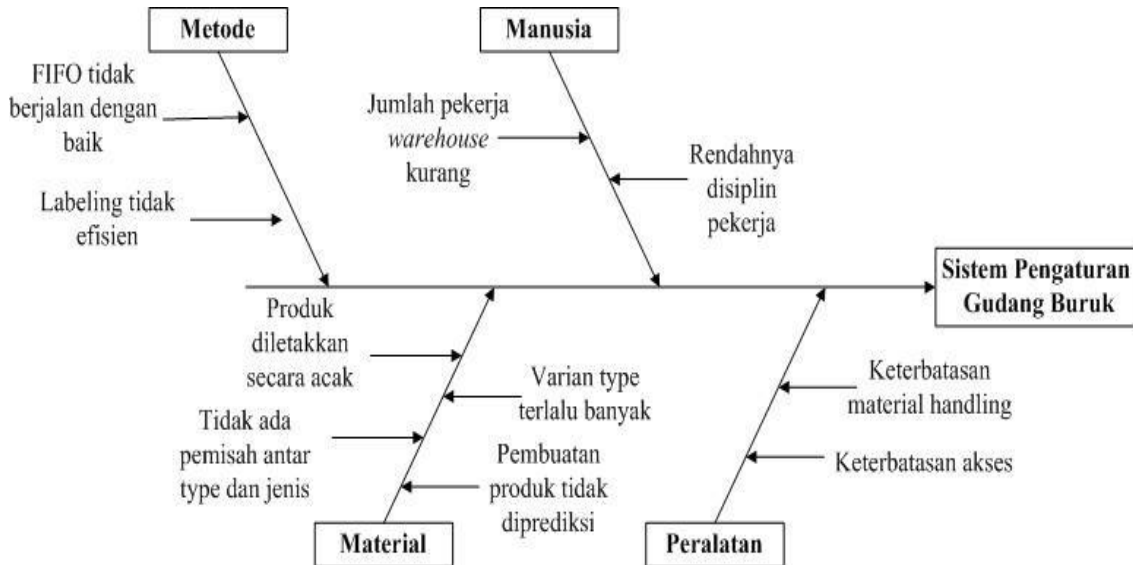 Metode
Manusia
FIFO tidak
berjalan dengan
baik
Jumlah pekerja
warehouse
kurang
Rendahnya
disiplin
pekerja
Labeling tidak
efisien
Sistem Pengaturan
Gudang Buruk
Produk
diletakkan
secara acak
Varian type
terlalu banyak
Keterbatasan
material handling
Tidak ada
pemisah antar
type dan jenis
Pembuatan
produk tidak
diprediksi
Keterbatasan akses
Material
Peralatan